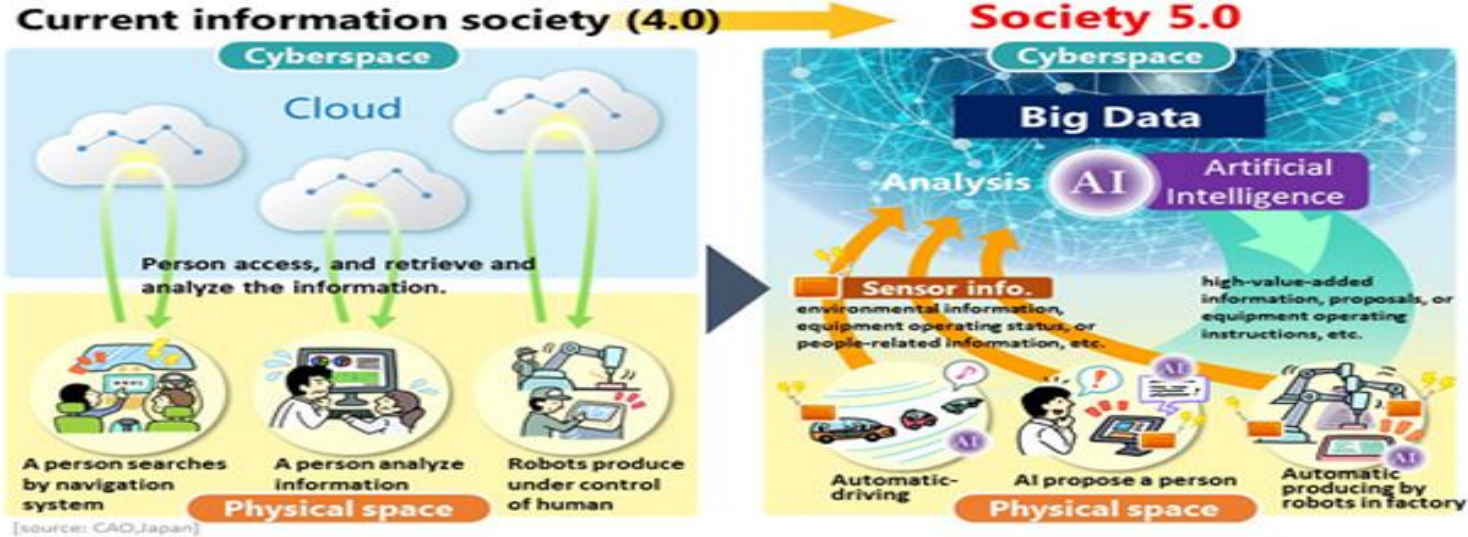 Current information society (4.0)
Society 5.0
Cyberspace
Cloud
Person access, and retrieve and
analyze the information.
A person searches
by navigation
system
A person analyze
information
Robots produce
under control
of human
Physical space
[source: CAO,Japan]
Cyberspace
Big Data
Analysis
AI
Artificial
Intelligence
Sensor info.
environmental information,
equipment operating status, or
people-related information, etc.
high-value-added
information, proposals, or
equipment operating
instructions, etc.
AI
AI
AI
Automatic-
driving
AI propose a person
Automatic
producing by
robots in factory
Physical space